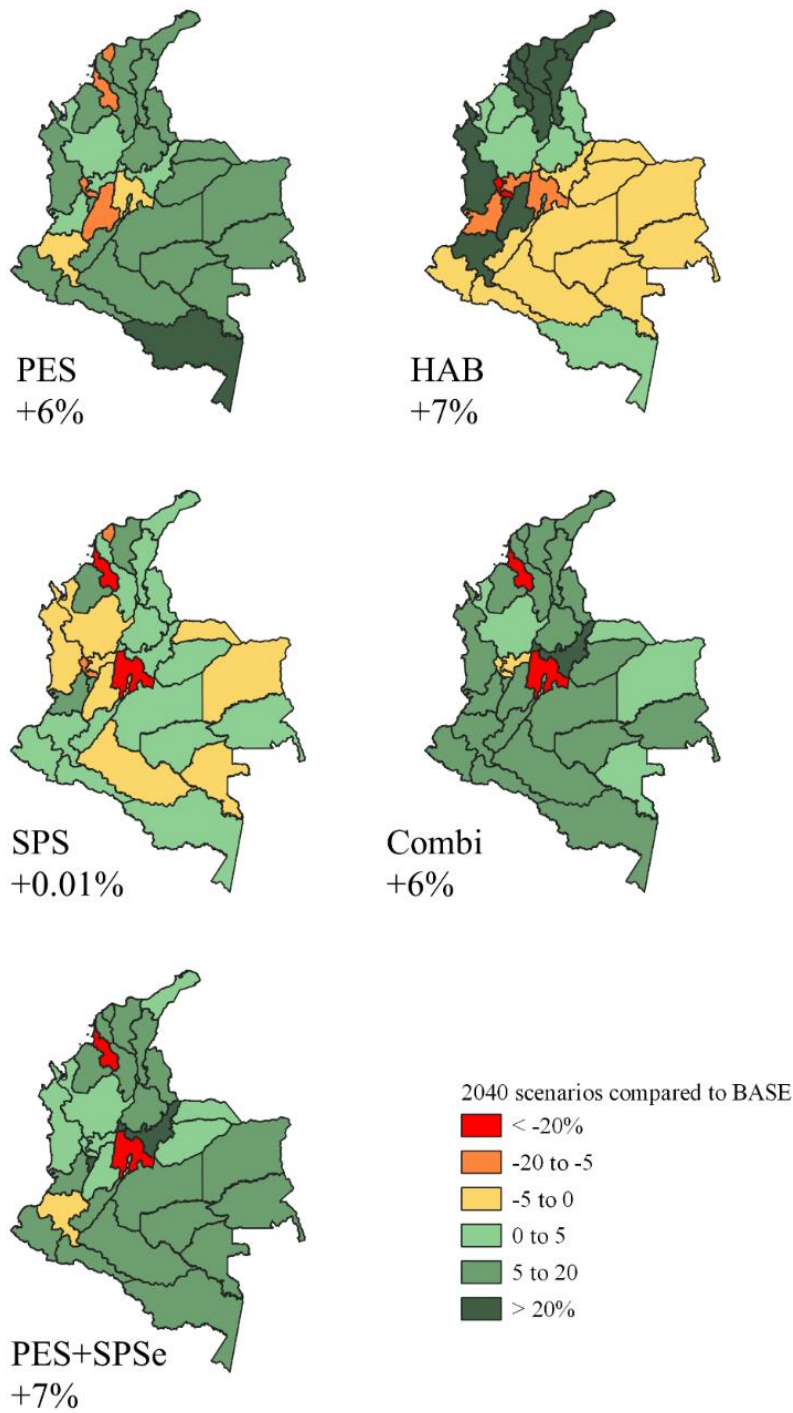 PES
+6%
HAB
+7%
SPS
+0.01%
Combi
+6%
PES+SPSe
+7%
2040 scenarios compared to BASE
< -20%
-20 to -5
-5 to 0
0 to 5
5 to 20
> 20%